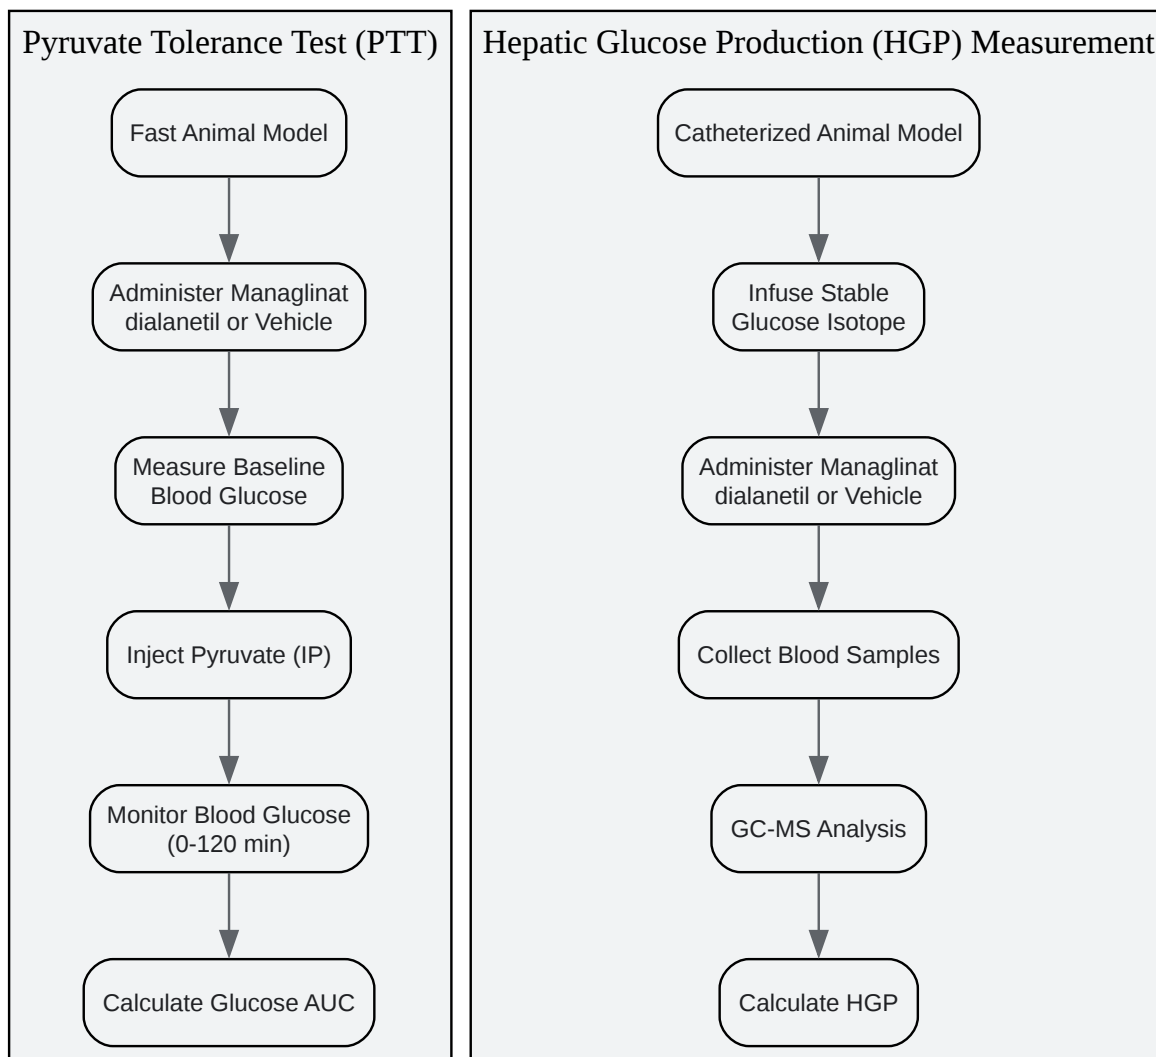 Pyruvate Tolerance Test (PTT)
Fast Animal Model
Administer Managlinat
dialanetil or Vehicle
Measure Baseline
Blood Glucose
Inject Pyruvate (IP)
Monitor Blood Glucose
(0-120 min)
Calculate Glucose AUC
Hepatic Glucose Production (HGP) Measurement
Catheterized Animal Model
Infuse Stable
Glucose Isotope
Administer Managlinat
dialanetil or Vehicle
Collect Blood Samples
GC-MS Analysis
Calculate HGP